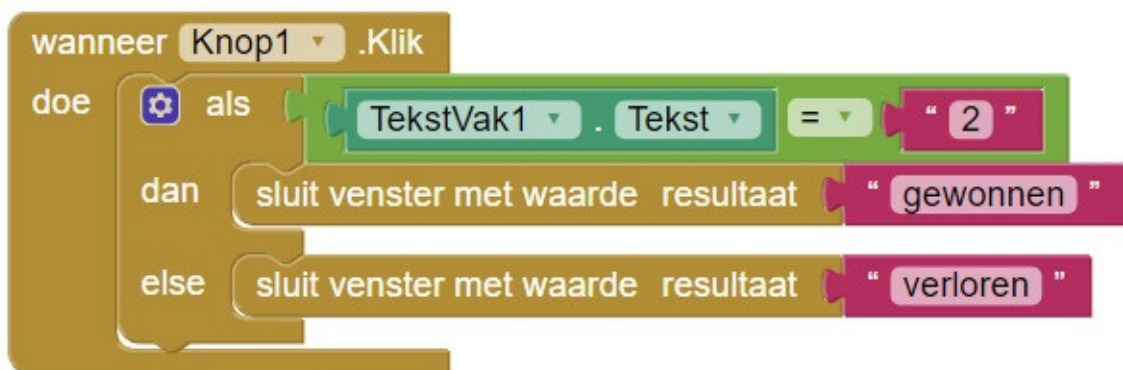 wanneer Knop1 .Klik
doe als TekstVak1 . Tekst = " 2 "
dan sluit venster met waarde resultaat " gewonnen "
else sluit venster met waarde resultaat " verloren "